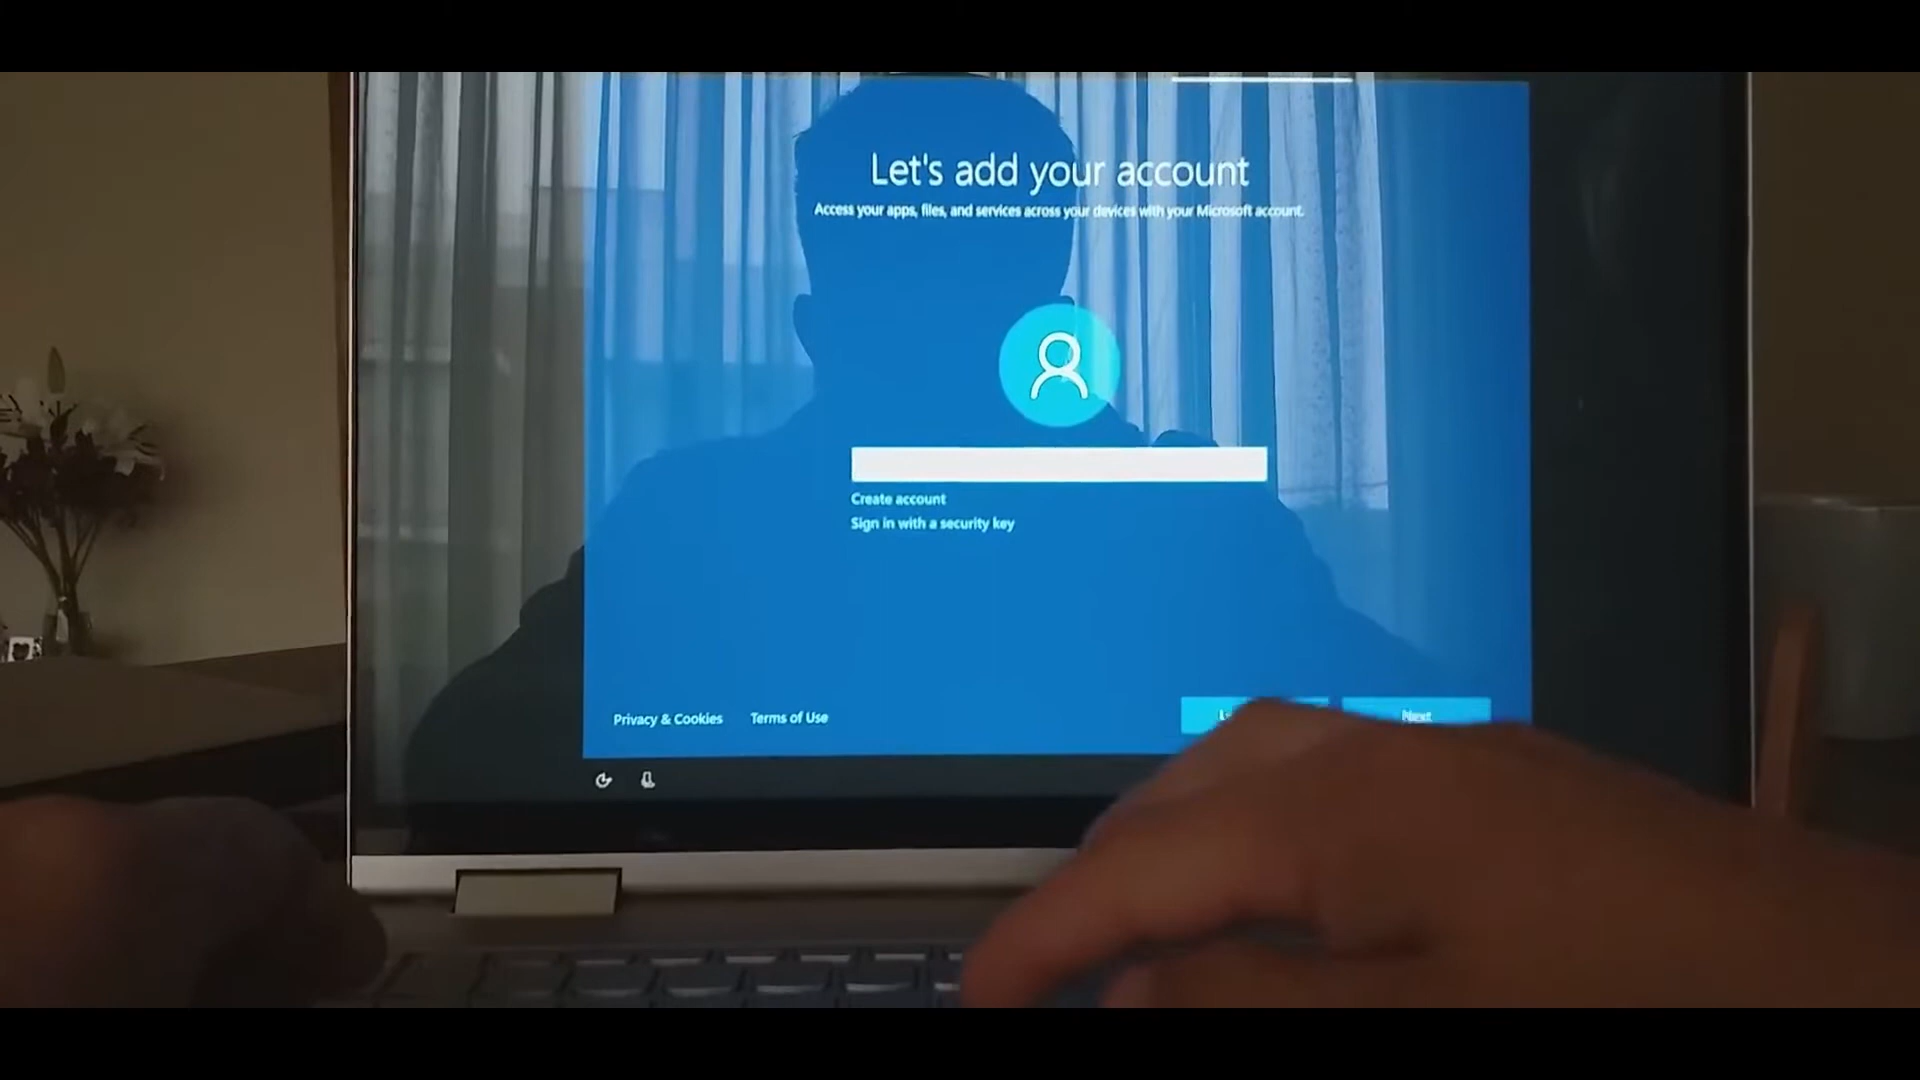 Let's add your account
Access your apps, files, and services across your devices with your Microsoft account.
Create account
Sign in with a security key
Privacy & Cookies
Terms of Use
Next